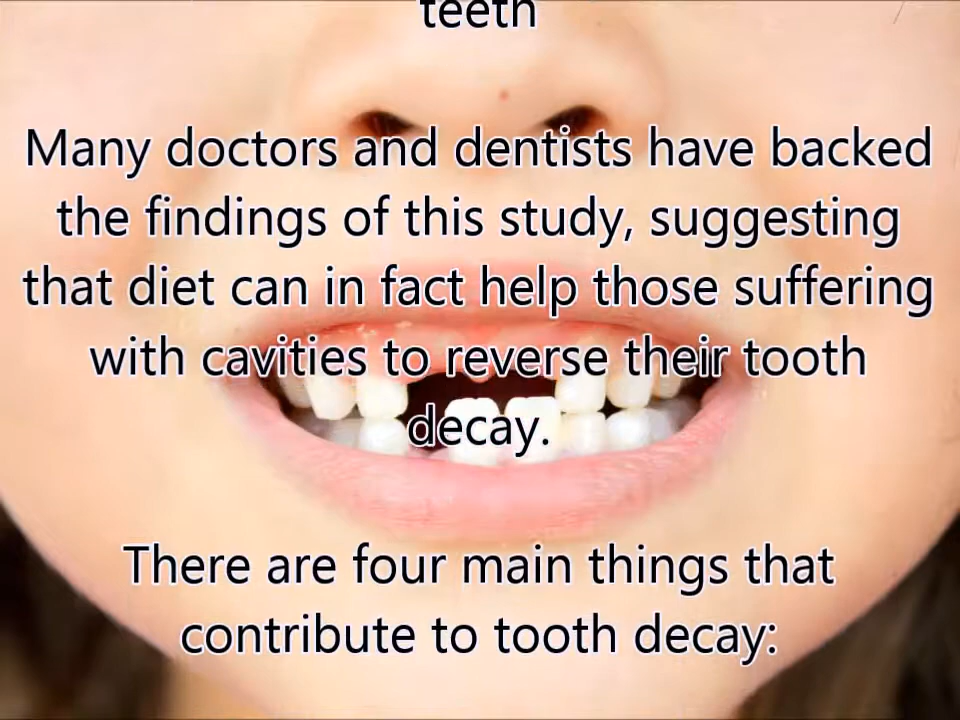 teeth
Many doctors and dentists have backed
the findings of this study, suggesting
that diet can in fact help those suffering
with cavities to reverse their tooth
decay.
There are four main things that
contribute to tooth decay: